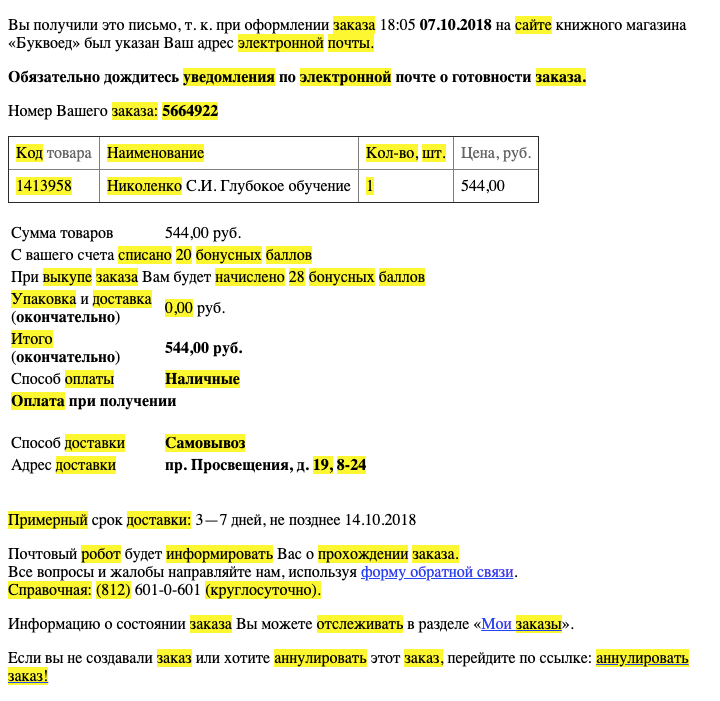 Вы получили это письмо, т. к. при оформлении заказа 18:05 07.10.2018 на сайте книжного магазина
«Буквоед» был указан Ваш адрес электронной почты.
Обязательно дождитесь уведомления по электронной почте о готовности заказа.
Номер Вашего заказа: 5664922
Код товара Наименование Кол-во, шт. Цена, руб.
1413958 Николенко С.И. Глубокое обучение 1 544,00
Сумма товаров 544,00 руб.
С вашего счета списано 20 бонусных баллов
При выкупе заказа Вам будет начислено 28 бонусных баллов
Упаковка и доставка
(окончательно) 0,00 руб.
Итого
(окончательно) 544,00 руб.
Способ оплаты Наличные
Оплата при получении
Способ доставки Самовывоз
Адрес доставки пр. Просвещения, д. 19, 8-24
Примерный срок доставки: 3—7 дней, не позднее 14.10.2018
Почтовый робот будет информировать Вас о прохождении заказа.
Все вопросы и жалобы направляйте нам, используя форму обратной связи.
Справочная: (812) 601-0-601 (круглосуточно).
Информацию о состоянии заказа Вы можете отслеживать в разделе «Мои заказы».
Если вы не создавали заказ или хотите аннулировать этот заказ, перейдите по ссылке: аннулировать
заказ!